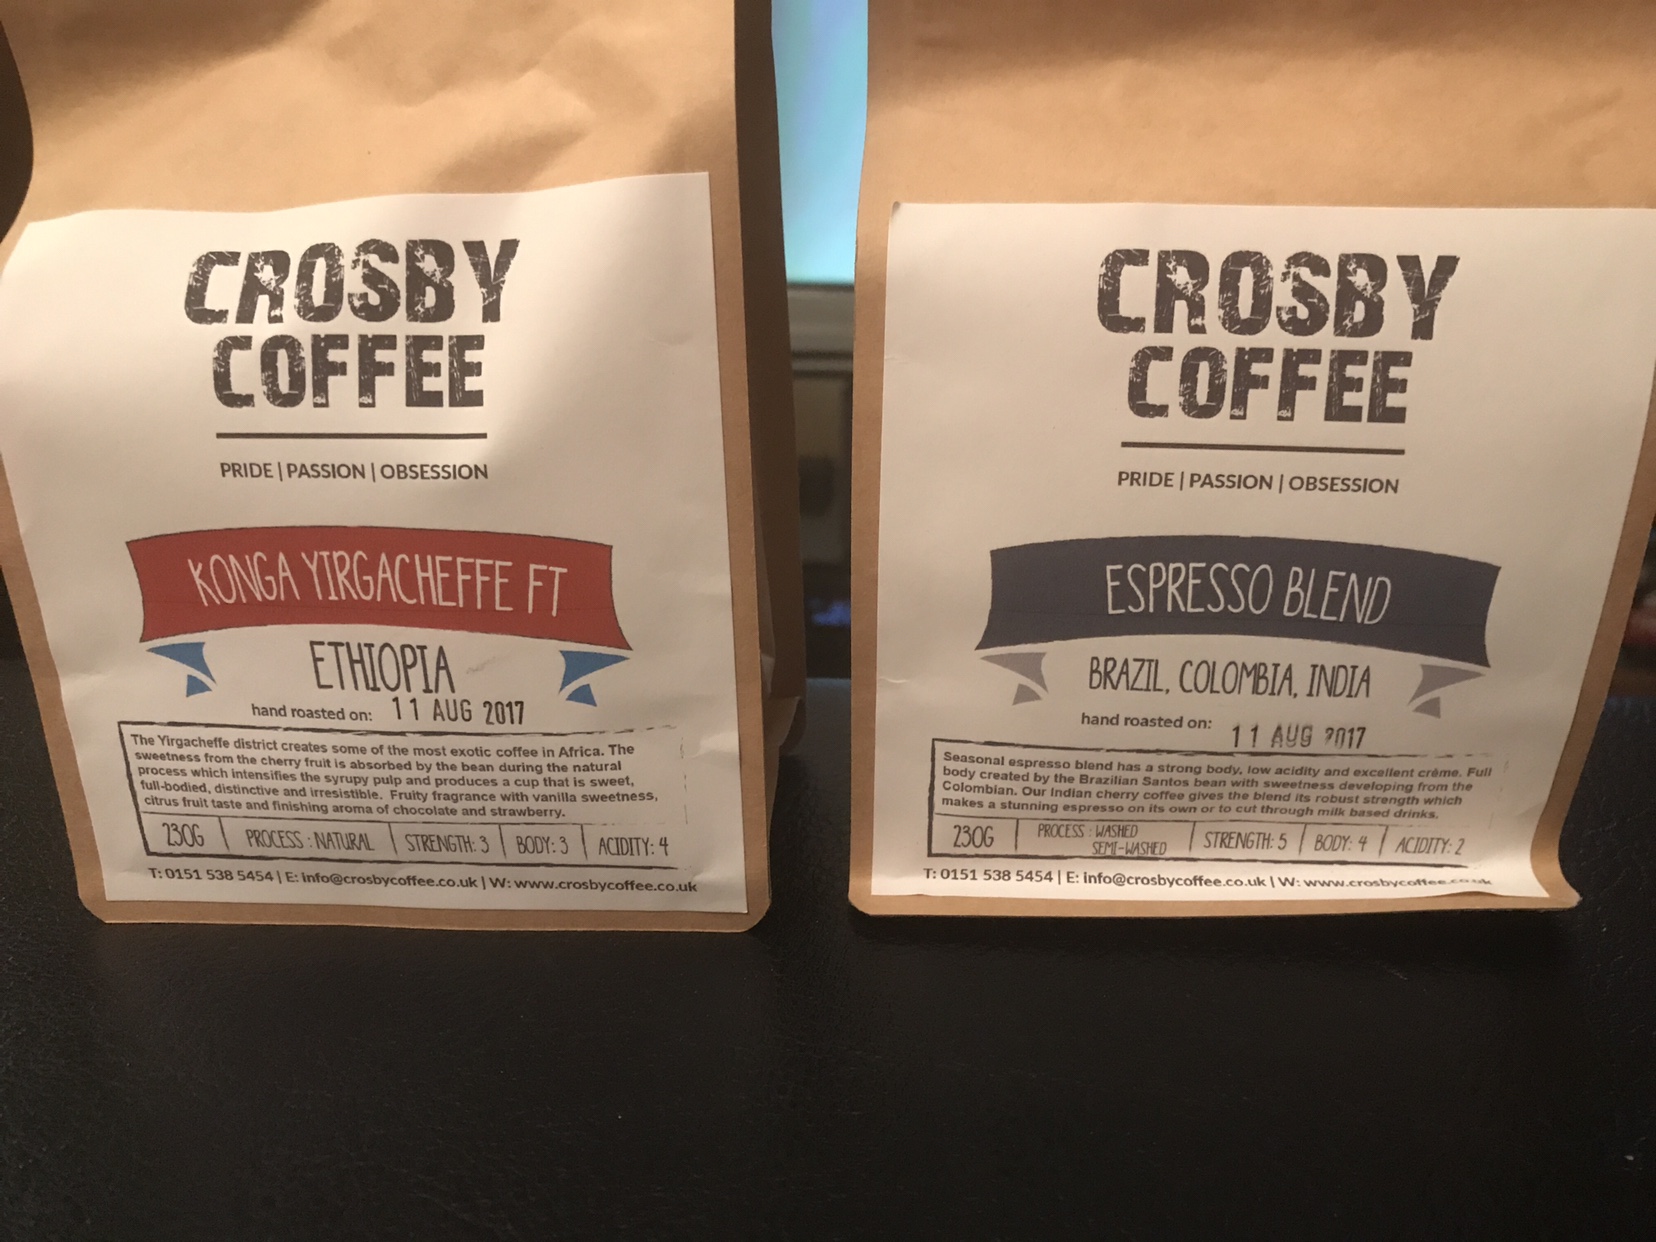 CROSBY
COFFEE
PRIDE | PASSION | OBSESSION
KONGA YIRGACHEFFE FT
ETHIOPIA
hand roasted on: 11 AUG 2017
The Yirgacheffe district creates some of the most exotic coffee in Africa. The
sweetness from the cherry fruit is absorbed by the bean during the natural
process which intensifies the syrupy pulp and produces a cup that is sweet,
full-bodied, distinctive and irresistible. Fruity fragrance with vanilla sweetness,
citrus fruit taste and finishing aroma of chocolate and strawberry.
230G PROCESS : NATURAL STRENGTH: 3 BODY: 3 ACIDITY: 4
T: 0151 538 5454 | E: info@crosbycoffee.co.uk | W: www.crosbycoffee.co.uk
CROSBY
COFFEE
PRIDE | PASSION | OBSESSION
ESPRESSO BLEND
BRAZIL, COLOMBIA, INDIA
hand roasted on: 11 AUG 2017
Seasonal espresso blend has a strong body, low acidity and excellent crème. Full
body created by the Brazilian Santos bean with sweetness developing from the
Colombian. Our Indian cherry coffee gives the blend its robust strength which
makes a stunning espresso on its own or to cut through milk based drinks.
230G PROCESS : WASHED STRENGTH: 5 BODY: 4 ACIDITY: 2
SEMI-WASHED
T: 0151 538 5454 | E: info@crosbycoffee.co.uk | W: www.crosbycoffee.co.uk